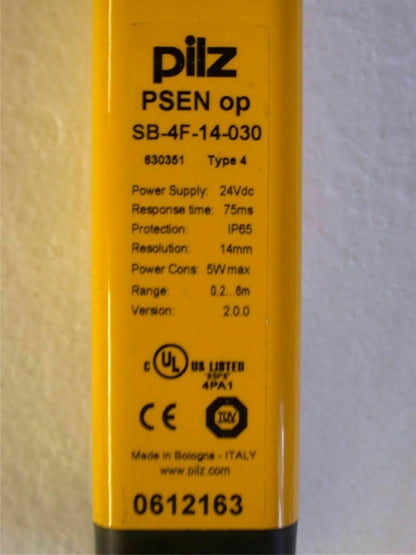 pilz
PSEN op
SB-4F-14-030
630351 Type 4
Power Supply: 24Vdc
Response time: 75ms
Protection: IP65
Resolution: 14mm
Power Cons: 5W max
Range: 0.2...6m
Version: 2.0.0
C UL US LISTED
"ESPE"
4PA1
CE TÜV
Made in Bologna - ITALY
www.pilz.com
0612163